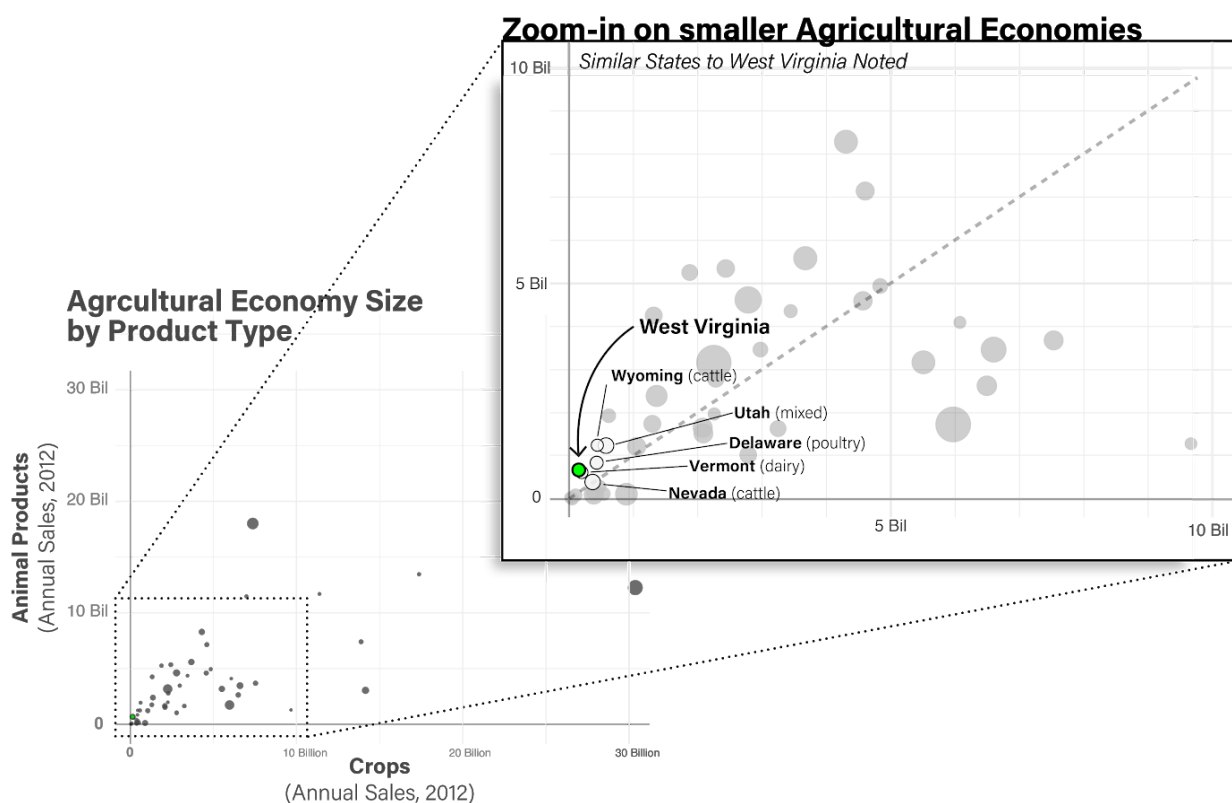 Zoom-in on smaller Agricultural Economies
Similar States to West Virginia Noted
10 Bil
5 Bil
0
West Virginia
Wyoming (cattle)
Utah (mixed)
Delaware (poultry)
Vermont (dairy)
Nevada (cattle)
5 Bil
10 Bil
Agrcultural Economy Size
by Product Type
30 Bil
20 Bil
10 Bil
0
Animal Products
(Annual Sales, 2012)
0
10 Billion
20 Billion
30 Billion
Crops
(Annual Sales, 2012)